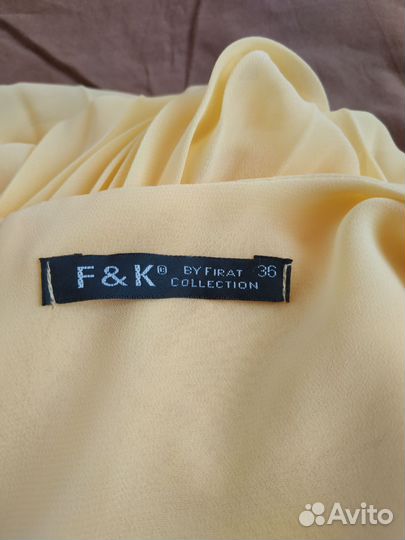 F & K® BY FIRAT COLLECTION 36
Avito